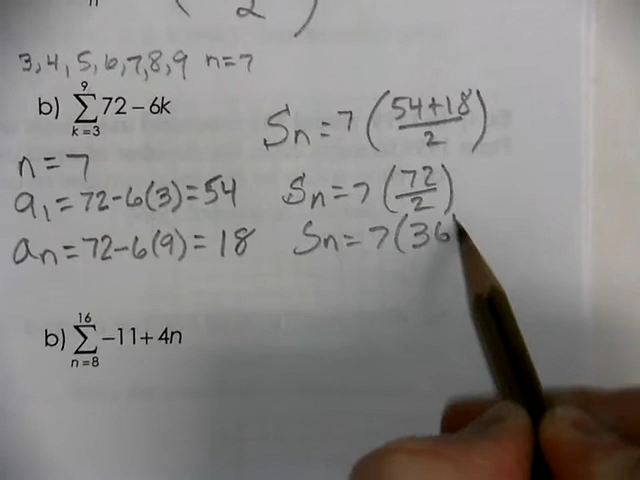 n
2
3, 4, 5, 6, 7, 8, 9 n=7
b) 9 Σ k = 3 72 – 6k
Sn = 7 (54+18 / 2)
n = 7
a1 = 72-6(3) = 54
Sn = 7 (72 / 2)
an = 72-6(9) = 18
Sn = 7(36)
b) 16 Σ n = 8 –11 + 4n